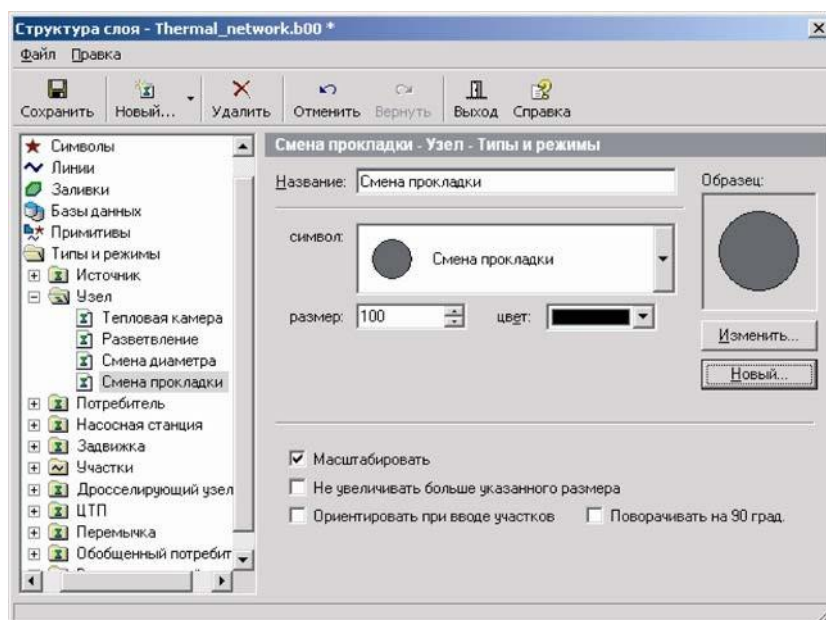 Структура слоя - Thermal_network.b00 *
Файл Правка
Сохранить Новый... Удалить Отменить Вернуть Выход Справка
Символы
Линии
Заливки
Базы данных
Примитивы
Типы и режимы
Источник
Узел
Тепловая камера
Разветвление
Смена диаметра
Смена прокладки
Потребитель
Насосная станция
Задвижка
Участки
Дросселирующий узел
ЦТП
Перемычка
Обобщенный потребит
Смена прокладки - Узел - Типы и режимы
Название: Смена прокладки
Образец:
символ: Смена прокладки
размер: 100 цвет:
Изменить...
Новый...
Масштабировать
Не увеличивать больше указанного размера
Ориентировать при вводе участков Поворачивать на 90 град.